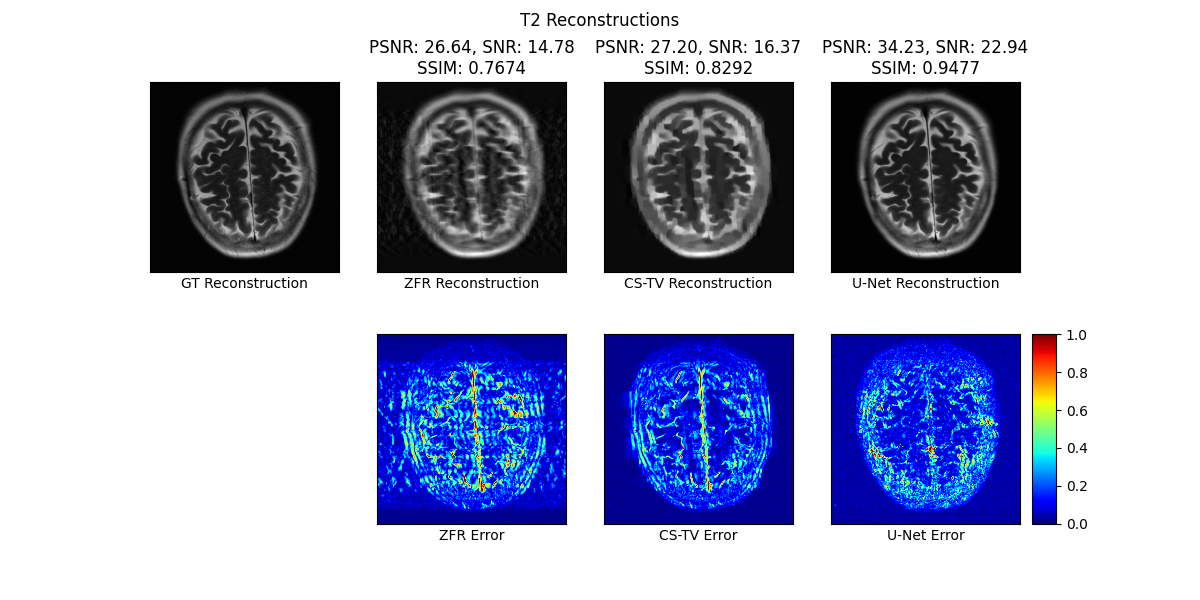 T2 Reconstructions
PSNR: 26.64, SNR: 14.78
SSIM: 0.7674
PSNR: 27.20, SNR: 16.37
SSIM: 0.8292
PSNR: 34.23, SNR: 22.94
SSIM: 0.9477
GT Reconstruction
ZFR Reconstruction
CS-TV Reconstruction
U-Net Reconstruction
1.0
0.8
0.6
0.4
0.2
0.0
ZFR Error
CS-TV Error
U-Net Error